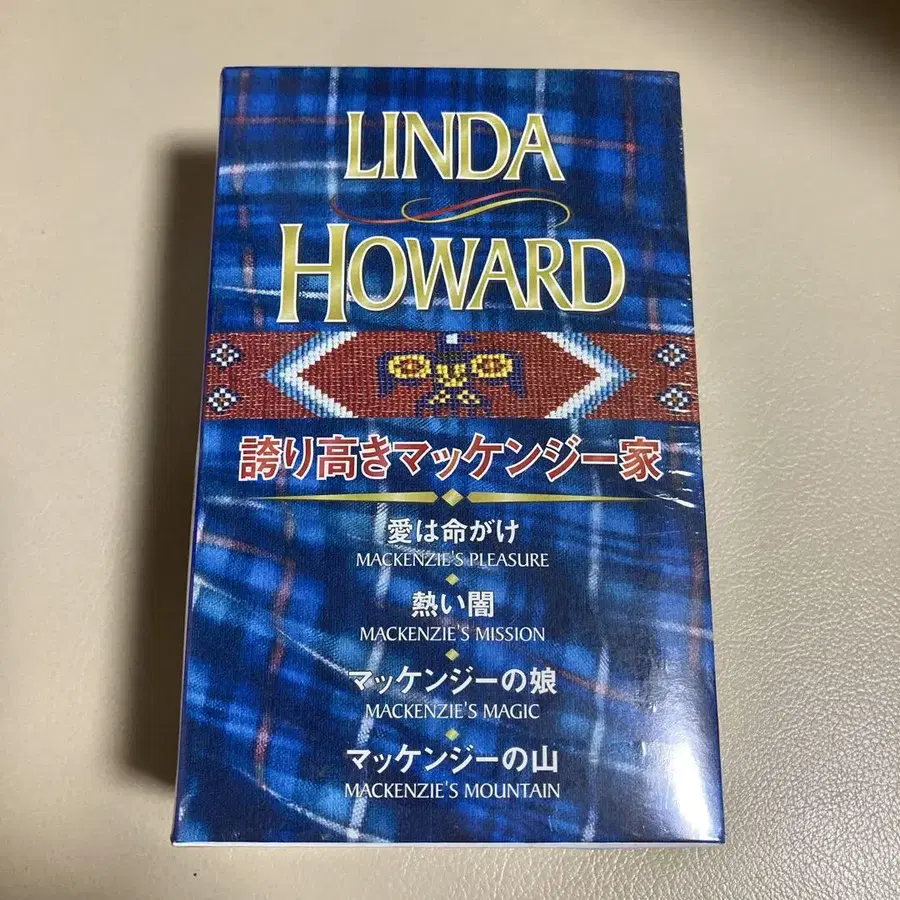 LINDA
HOWARD
誇り高きマッケンジー家
愛は命がけ
MACKENZIE'S PLEASURE
熱い闇
MACKENZIE'S MISSION
マッケンジーの娘
MACKENZIE'S MAGIC
マッケンジーの山
MACKENZIE'S MOUNTAIN